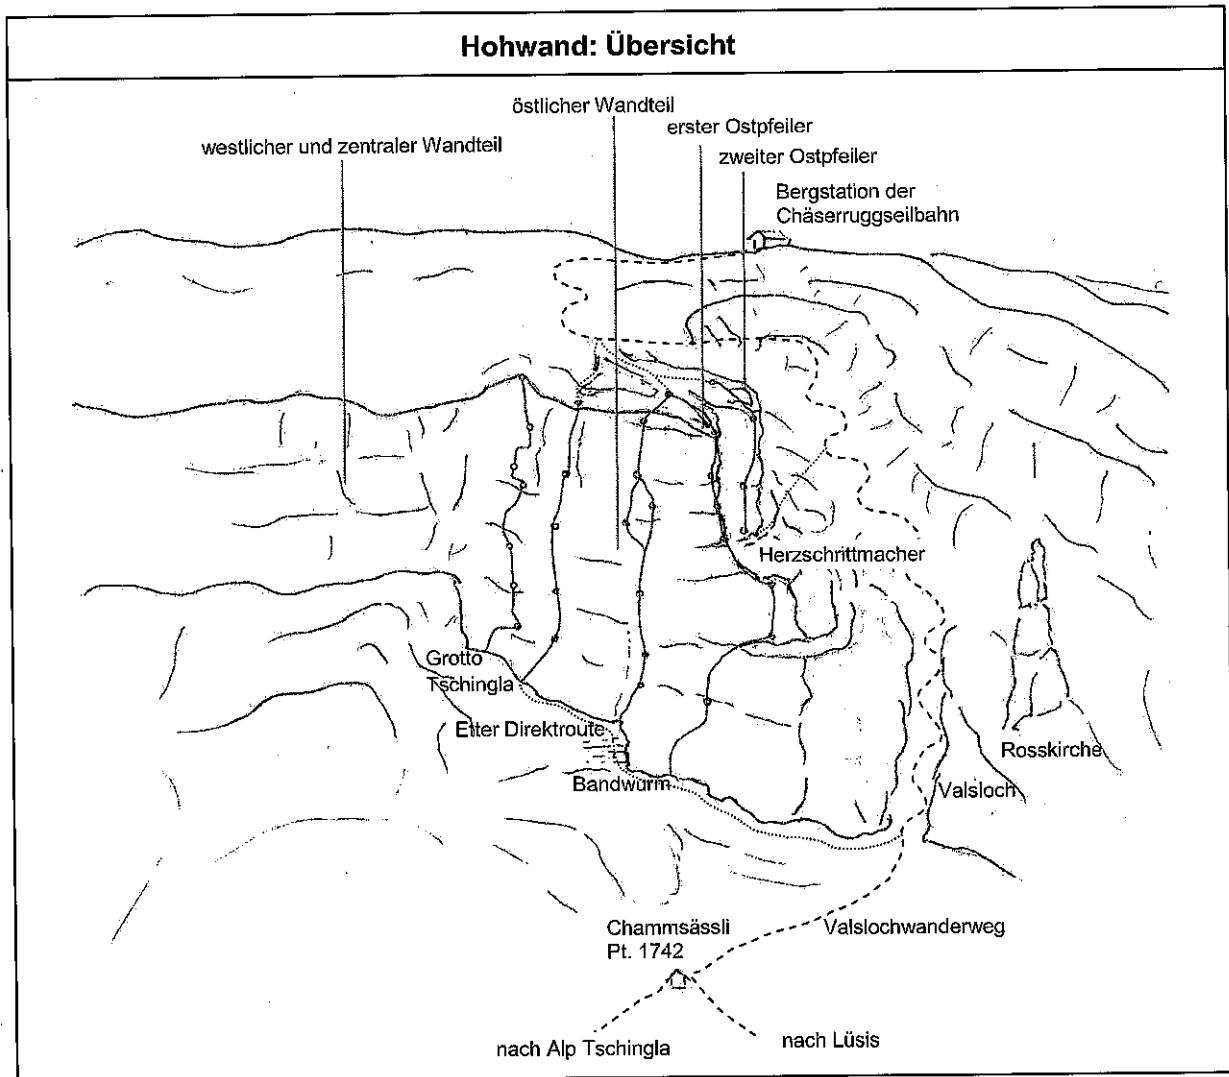 Hohwand: Übersicht
östlicher Wandteil
erster Ostpfeiler
westlicher und zentraler Wandteil
zweiter Ostpfeiler
Bergstation der
Chäserruggseilbahn
Herzschrittmacher
Grotto
Tschingla
Etter Direktroute
Rosskirche
Bandwurm
Valsloch
Chammsässli
Pt. 1742
Valslochwanderweg
nach Alp Tschingla
nach Lüsis